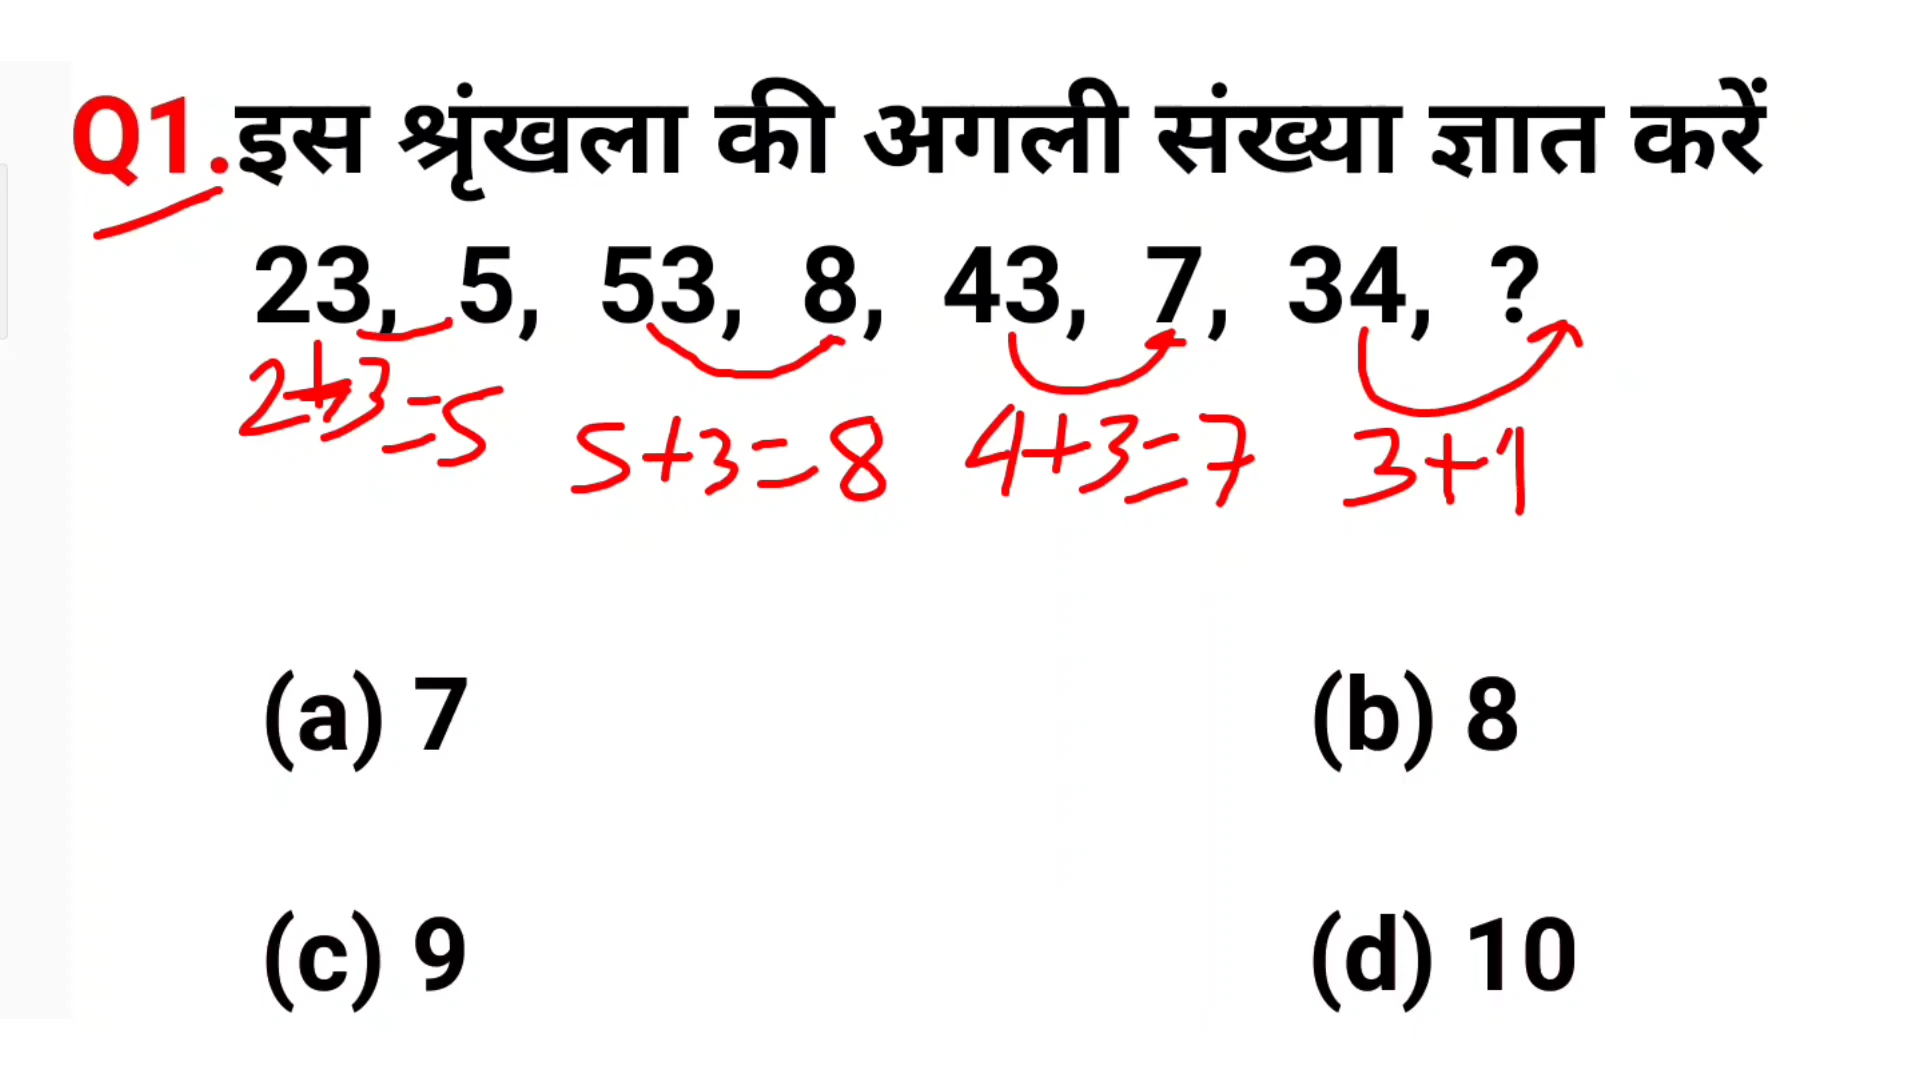 Q1.इस श्रृंखला की अगली संख्या ज्ञात करें
23, 5, 53, 8, 43, 7, 34, ?
2+3=5 5+3=8 4+3=7 3+1
(a) 7 (b) 8
(c) 9 (d) 10